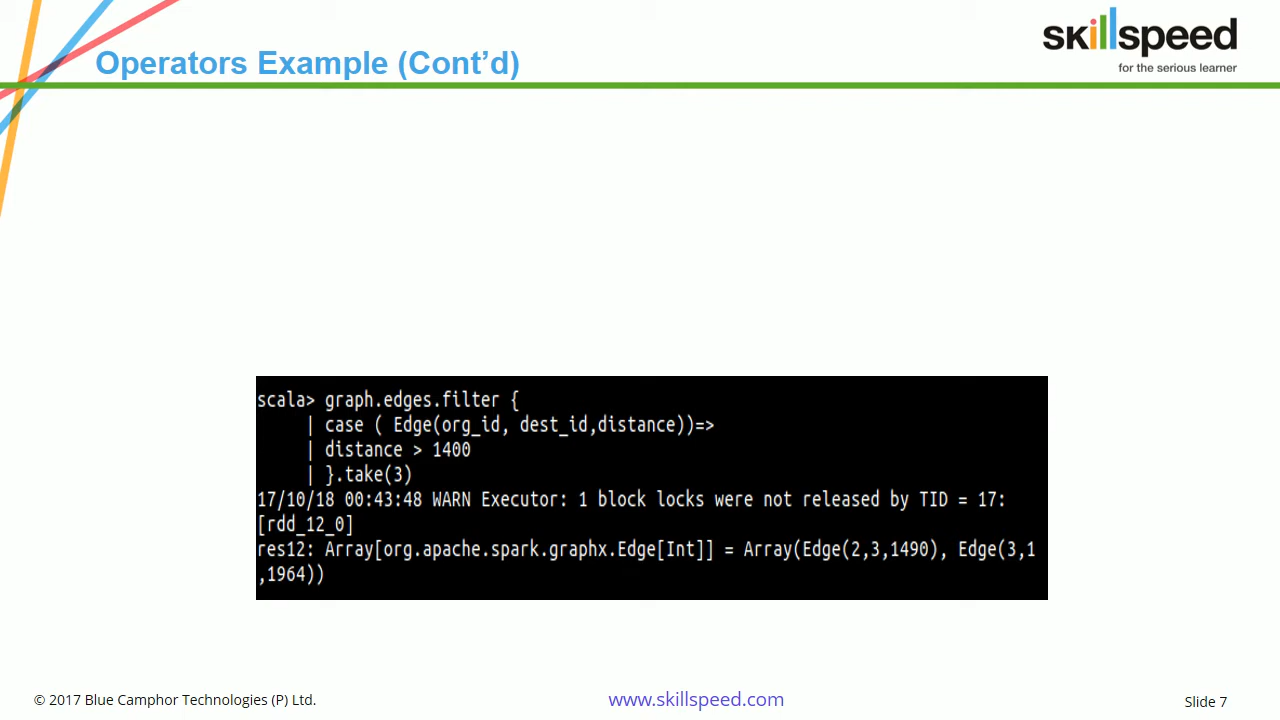 Operators Example (Cont’d)
skillspeed
for the serious learner
scala> graph.edges.filter {
| case ( Edge(org_id, dest_id,distance))=>
| distance > 1400
| }.take(3)
17/10/18 00:43:48 WARN Executor: 1 block locks were not released by TID = 17:
[rdd_12_0]
res12: Array[org.apache.spark.graphx.Edge[Int]] = Array(Edge(2,3,1490), Edge(3,1
,1964))
© 2017 Blue Camphor Technologies (P) Ltd.
www.skillspeed.com
Slide 7